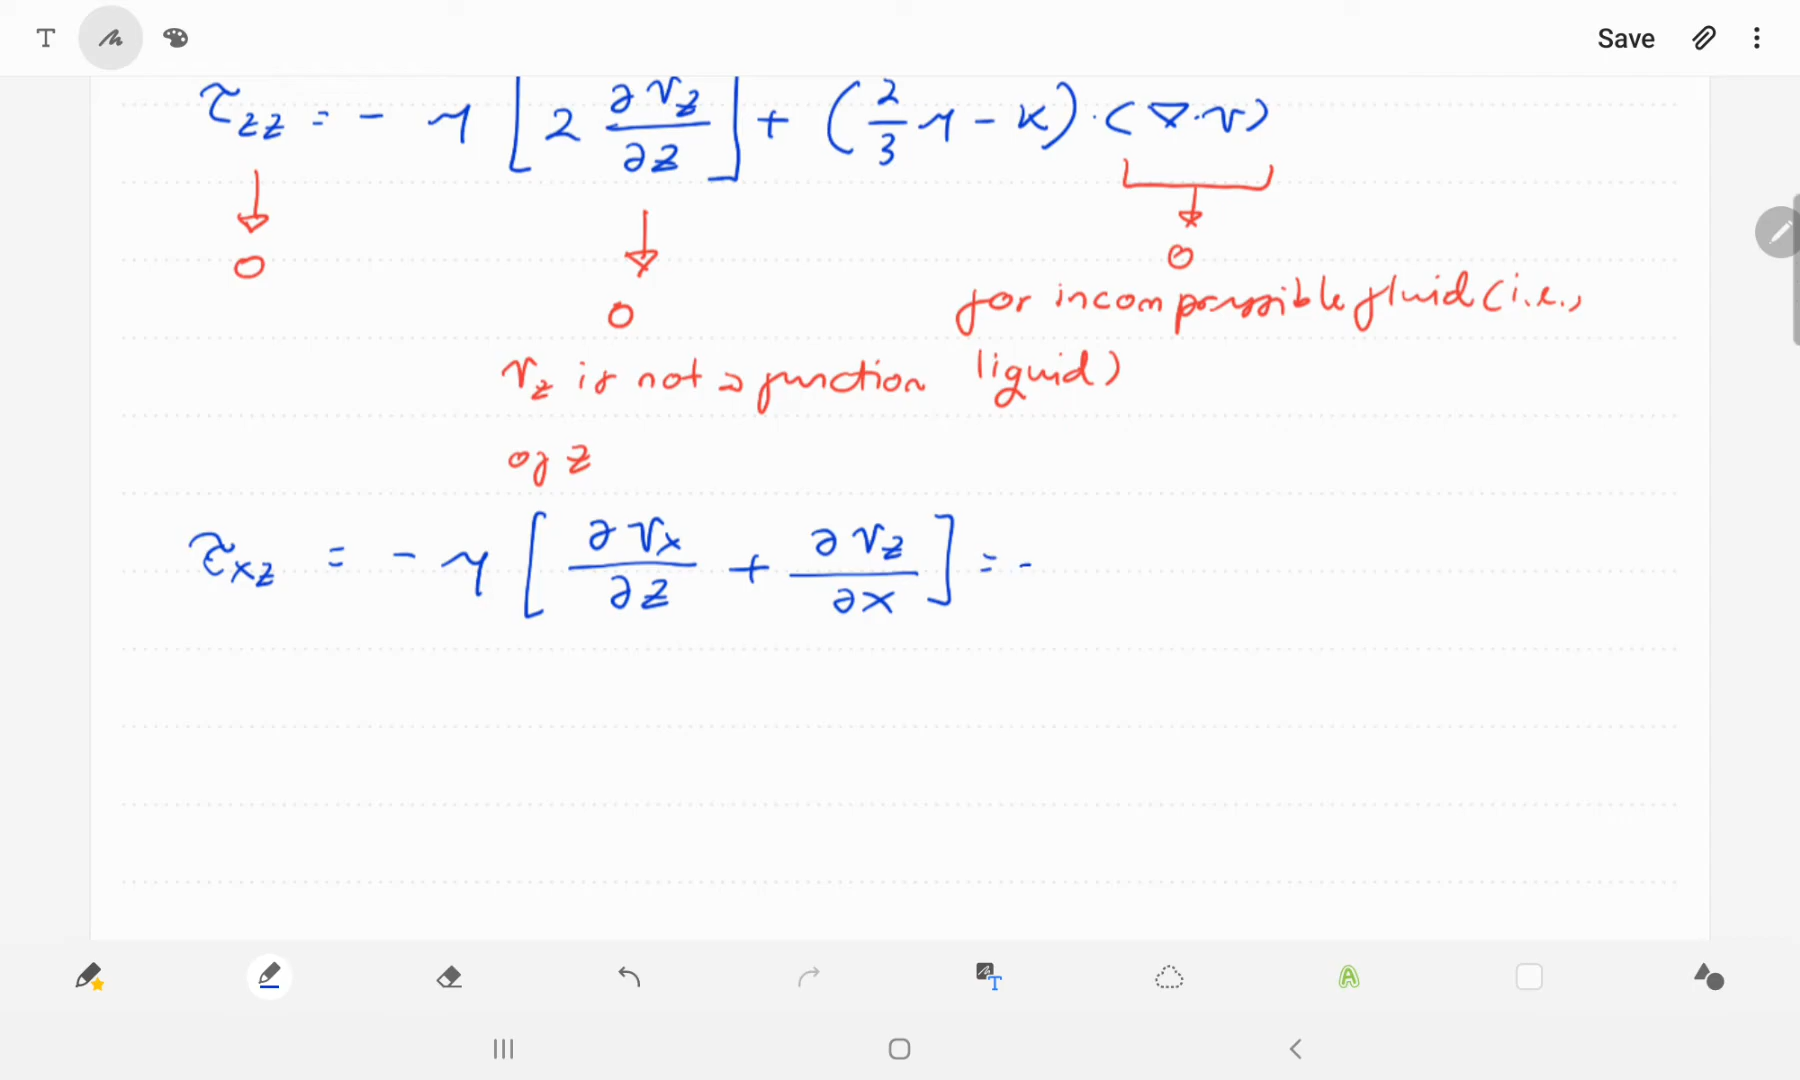 T
Save
τzz = - η [2 ∂vz/∂z] + (2/3 η - κ)·(∇·v)
0
0
0
for incompressible fluid (i.e.,
liquid)
vz is not a function
of z
τxz = - η [∂vx/∂z + ∂vz/∂x] = -